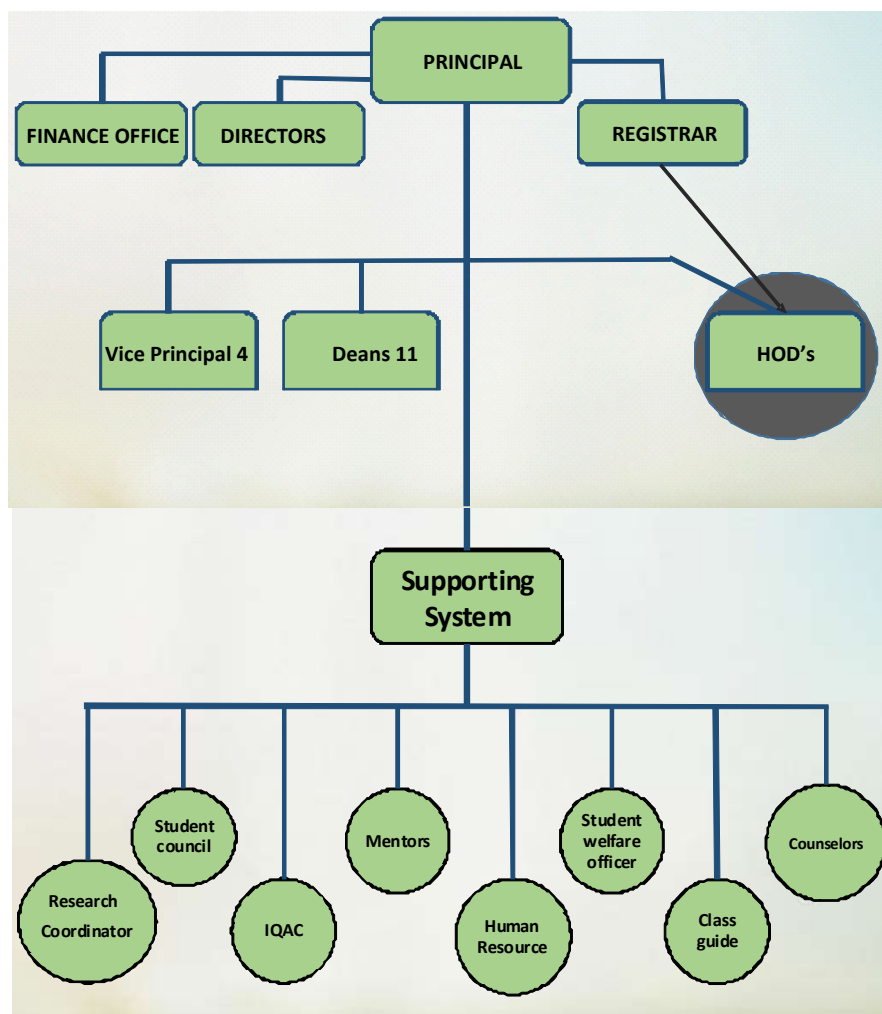 PRINCIPAL
FINANCE OFFICE
DIRECTORS
REGISTRAR
Vice Principal 4
Deans 11
HOD's
Supporting
System
Student
council
Mentors
Student
welfare
officer
Counselors
Research
Coordinator
IQAC
Human
Resource
Class
guide